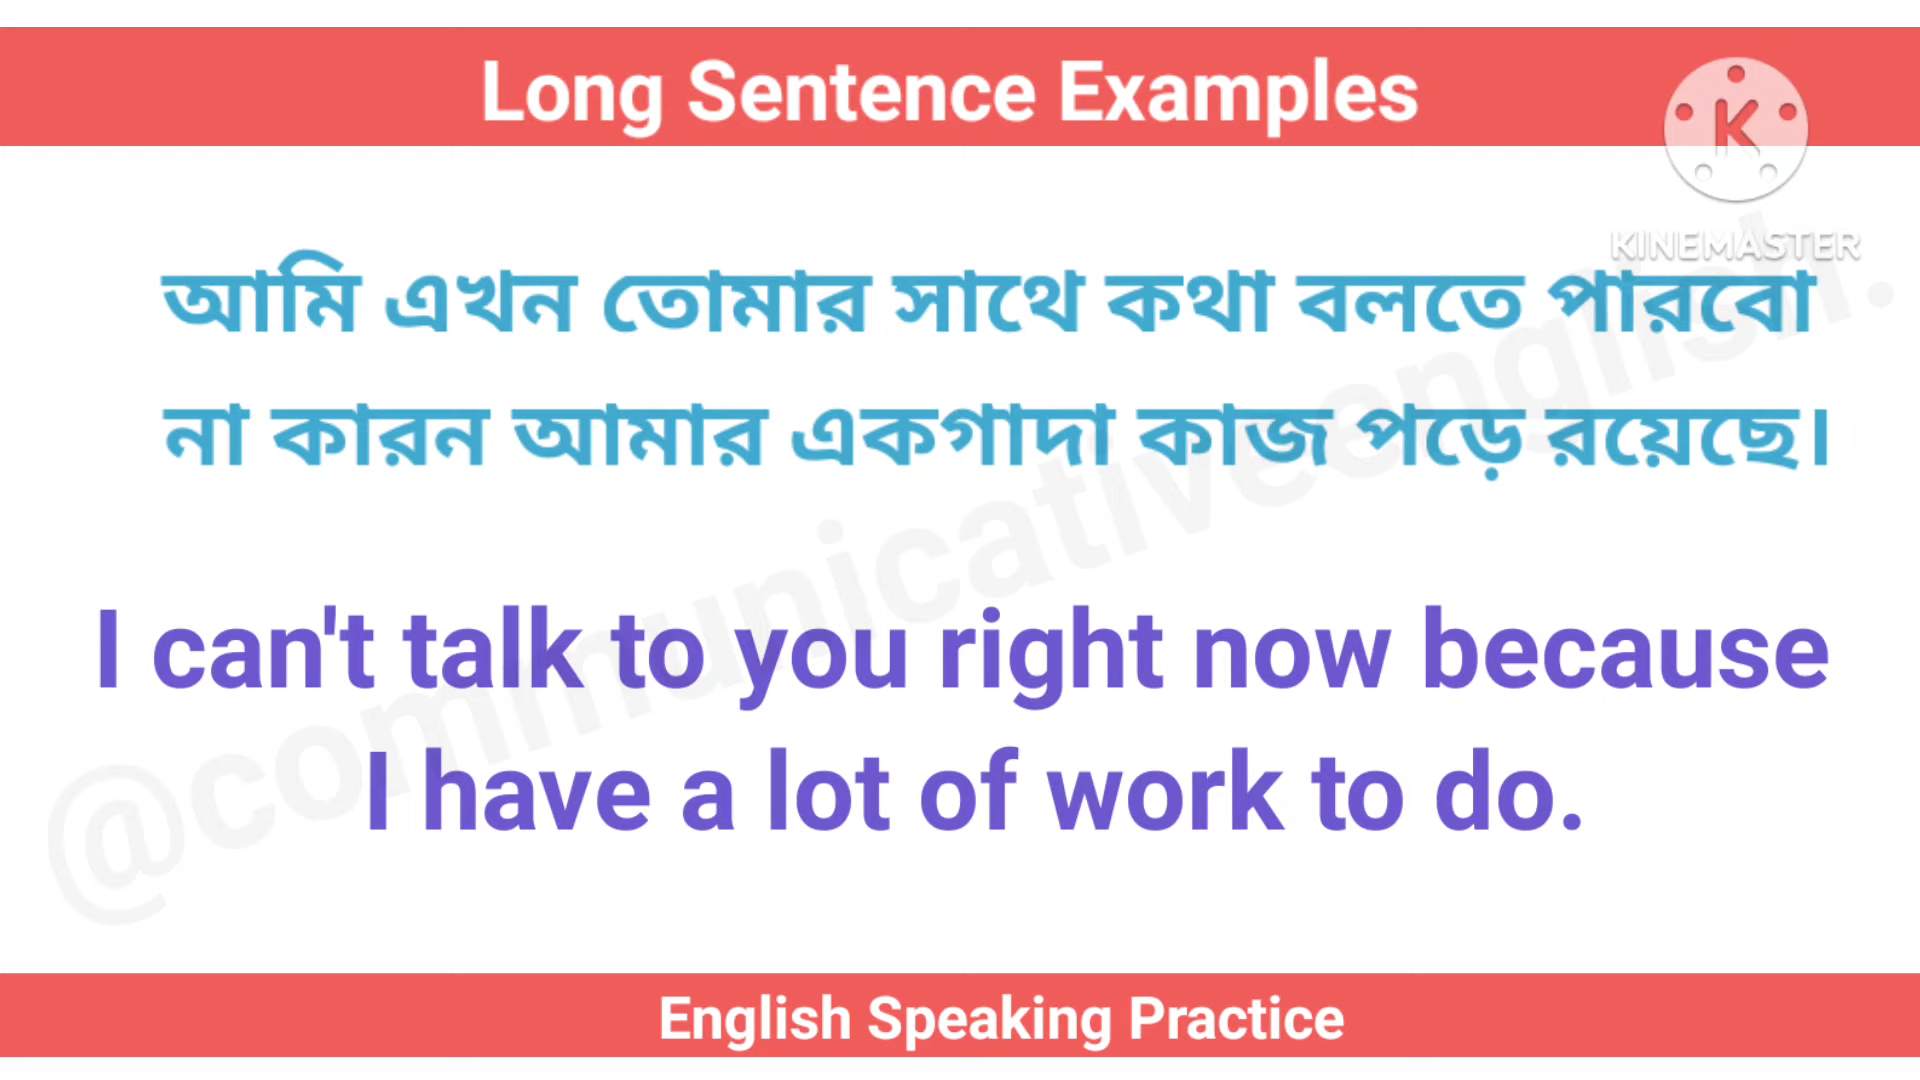 Long Sentence Examples
K
KINEMASTER
আমি এখন তোমার সাথে কথা বলতে পারবো
না কারন আমার একগাদা কাজ পড়ে রয়েছে।
I can't talk to you right now because
I have a lot of work to do.
@communicativeenglish.
English Speaking Practice